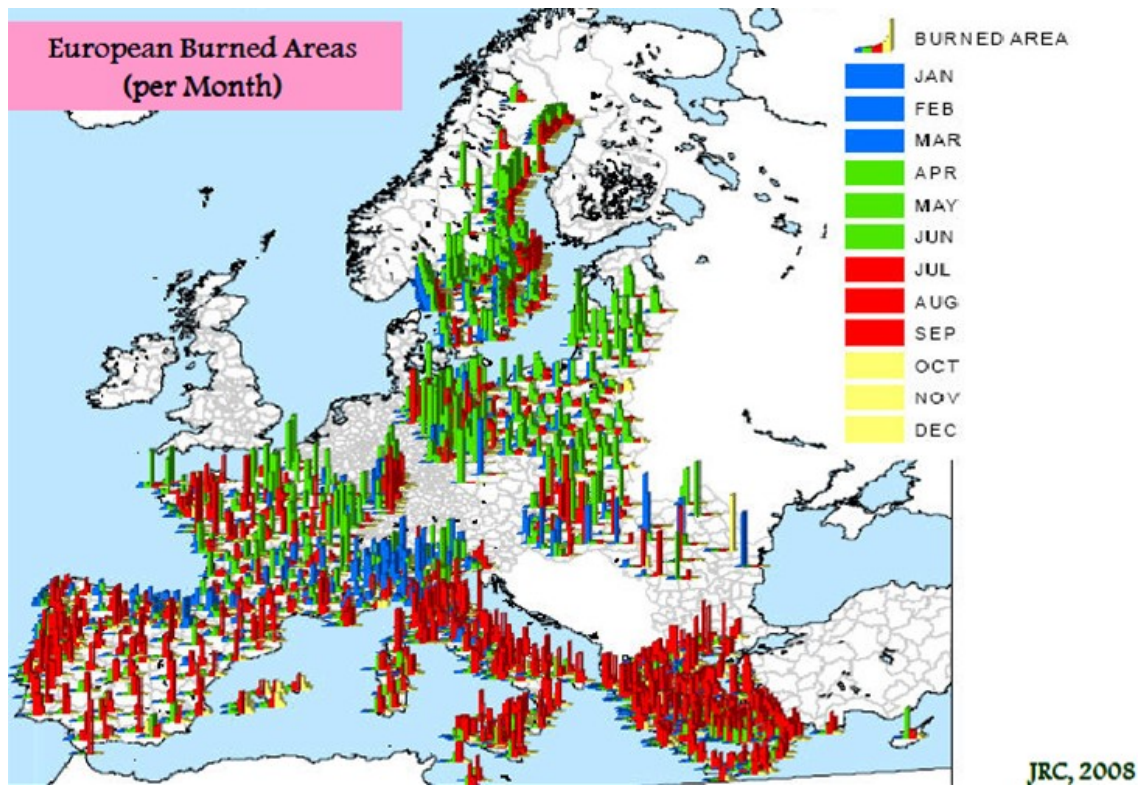 European Burned Areas
(per Month)
BURNED AREA
JAN
FEB
MAR
APR
MAY
JUN
JUL
AUG
SEP
OCT
NOV
DEC
JRC, 2008